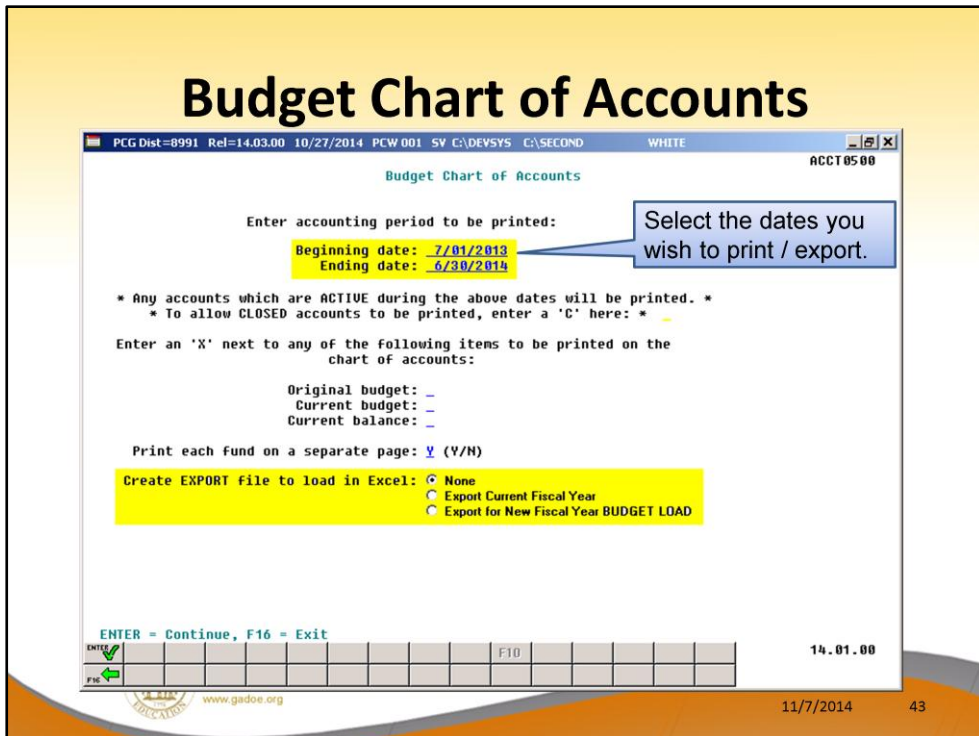 Budget Chart of Accounts
PCG Dist=8991 Rel=14.03.00 10/27/2014 PCW 001 SV C:\DEVSYS C:\SECOND WHITE
ACCT0500
Budget Chart of Accounts
Enter accounting period to be printed:
Beginning date: 7/01/2013
Ending date: 6/30/2014
Select the dates you
wish to print / export.
* Any accounts which are ACTIVE during the above dates will be printed. *
* To allow CLOSED accounts to be printed, enter a 'C' here: * _
Enter an 'X' next to any of the following items to be printed on the
chart of accounts:
Original budget: _
Current budget: _
Current balance: _
Print each fund on a separate page: Y (Y/N)
Create EXPORT file to load in Excel: None
Export Current Fiscal Year
Export for New Fiscal Year BUDGET LOAD
ENTER = Continue, F16 = Exit
ENTER
F10
14.01.00
F16
EDUCATION
www.gadoe.org
11/7/2014
43